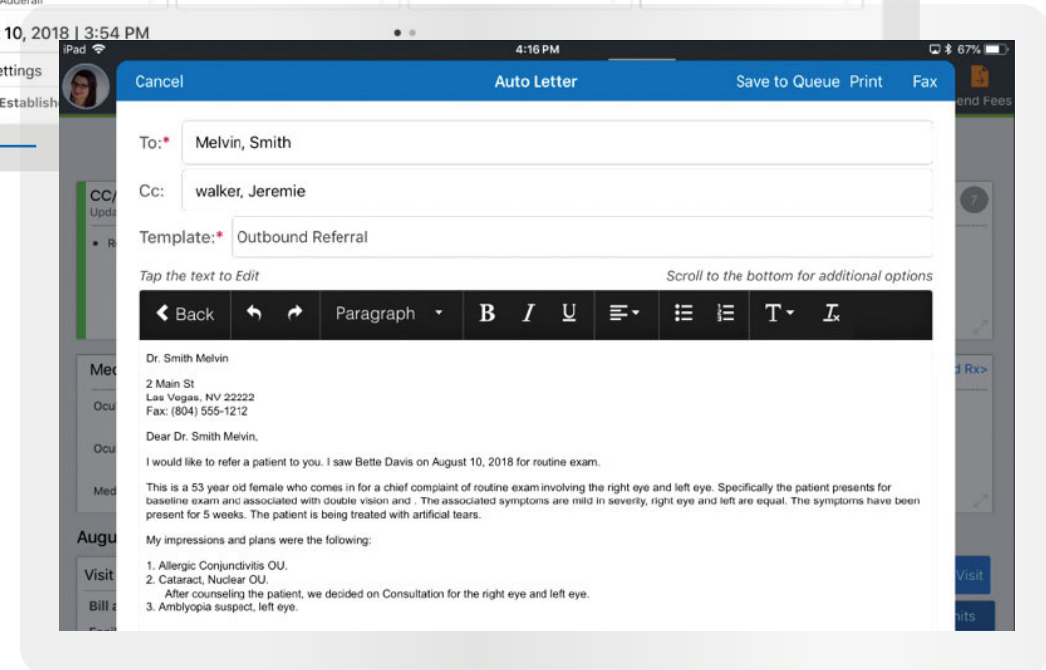 Adderall
10, 2018 | 3:54 PM
iPad 4:16 PM 67%
ettings
Establish
Cancel Auto Letter Save to Queue Print Fax
end Fees
To:* Melvin, Smith
CC/
Upda
Cc: walker, Jeremie
7
Template:* Outbound Referral
Tap the text to Edit Scroll to the bottom for additional options
Back Paragraph B I U T Ix
Dr. Smith Melvin
Med
d Rx>
2 Main St
Las Vegas, NV 22222
Fax: (804) 555-1212
Ocu
Dear Dr. Smith Melvin,
Ocu
I would like to refer a patient to you. I saw Bette Davis on August 10, 2018 for routine exam.
This is a 53 year old female who comes in for a chief complaint of routine exam involving the right eye and left eye. Specifically the patient presents for
Med
baseline exam and associated with double vision and . The associated symptoms are mild in severity, right eye and left are equal. The symptoms have been
present for 5 weeks. The patient is being treated with artificial tears.
Augu
My impressions and plans were the following:
1. Allergic Conjunctivitis OU.
Visit
Visit
2. Cataract, Nuclear OU.
After counseling the patient, we decided on Consultation for the right eye and left eye.
Bill a
3. Amblyopia suspect, left eye.
nits